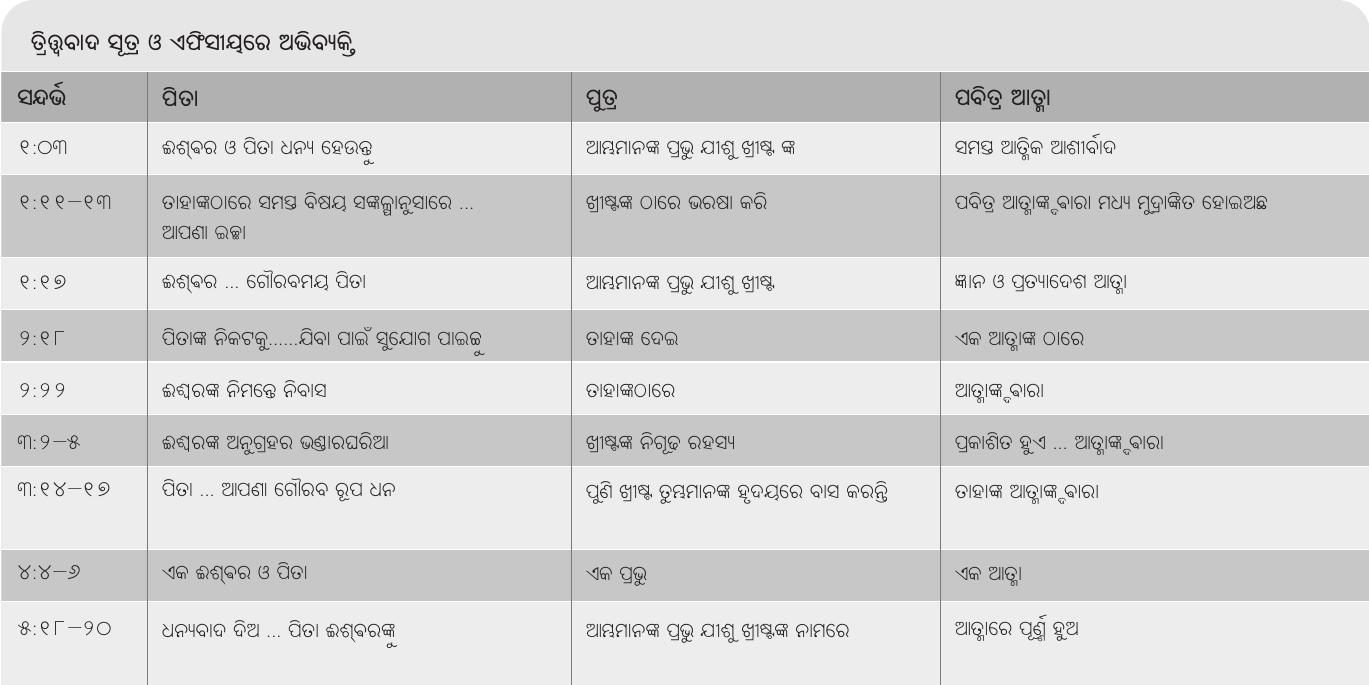 ତ୍ରିତ୍ତ୍ୱବାଦ ସୂତ୍ର ଓ ଏଫିସୀୟରେ ଅଭିବ୍ୟକ୍ତି
ସନ୍ଦର୍ଭ ପିତା ପୁତ୍ର ପବିତ୍ର ଆତ୍ମା
୧:୦୩ ଈଶ୍ଵର ଓ ପିତା ଧନ୍ୟ ହେଉନ୍ତୁ ଆମ୍ଭମାନଙ୍କ ପ୍ରଭୁ ଯୀଶୁ ଖ୍ରୀଷ୍ଟ ଙ୍କ ସମସ୍ତ ଆତ୍ମିକ ଆଶୀର୍ବାଦ
୧:୧୧–୧୩ ତାହାଙ୍କଠାରେ ସମସ୍ତ ବିଷୟ ସଙ୍କଳ୍ପାନୁସାରେ ... ଖ୍ରୀଷ୍ଟଙ୍କ ଠାରେ ଭରଷା କରି ପବିତ୍ର ଆତ୍ମାଙ୍କ୍ଦ୍ଵାରା ମଧ୍ୟ ମୁଦ୍ରାଙ୍କିତ ହୋଇଅଛ
ଆପଣା ଇଚ୍ଛା
୧:୧୭ ଈଶ୍ଵର ... ଗୌରବମୟ ପିତା ଆମ୍ଭମାନଙ୍କ ପ୍ରଭୁ ଯୀଶୁ ଖ୍ରୀଷ୍ଟ ଜ୍ଞାନ ଓ ପ୍ରତ୍ୟାଦେଶ ଆତ୍ମା
୨:୧୮ ପିତାଙ୍କ ନିକଟକୁ......ଯିବା ପାଇଁ ସୁଯୋଗ ପାଇଛୁ ତାହାଙ୍କ ଦେଇ ଏକ ଆତ୍ମାଙ୍କ ଠାରେ
୨:୨୨ ଈଶ୍ୱରଙ୍କ ନିମନ୍ତେ ନିବାସ ତାହାଙ୍କଠାରେ ଆତ୍ମାଙ୍କ୍ଦ୍ଵାରା
୩:୨–୫ ଈଶ୍ୱରଙ୍କ ଅନୁଗ୍ରହର ଭଣ୍ଡାରଘରିଆ ଖ୍ରୀଷ୍ଟଙ୍କ ନିଗୂଢ଼ ରହସ୍ୟ ପ୍ରକାଶିତ ହୁଏ ... ଆତ୍ମାଙ୍କ୍ଦ୍ଵାରା
୩:୧୪–୧୭ ପିତା ... ଆପଣା ଗୌରବ ରୂପ ଧନ ପୁଣି ଖ୍ରୀଷ୍ଟ ତୁମ୍ଭମାନଙ୍କ ହୃଦୟରେ ବାସ କରନ୍ତି ତାହାଙ୍କ ଆତ୍ମାଙ୍କ୍ଦ୍ଵାରା
୪:୪–୬ ଏକ ଈଶ୍ଵର ଓ ପିତା ଏକ ପ୍ରଭୁ ଏକ ଆତ୍ମା
୫:୧୮–୨୦ ଧନ୍ୟବାଦ ଦିଅ ... ପିତା ଈଶ୍ଵରଙ୍କୁ ଆମ୍ଭମାନଙ୍କ ପ୍ରଭୁ ଯୀଶୁ ଖ୍ରୀଷ୍ଟଙ୍କ ନାମରେ ଆତ୍ମାରେ ପୂର୍ଣ୍ଣ ହୁଅ